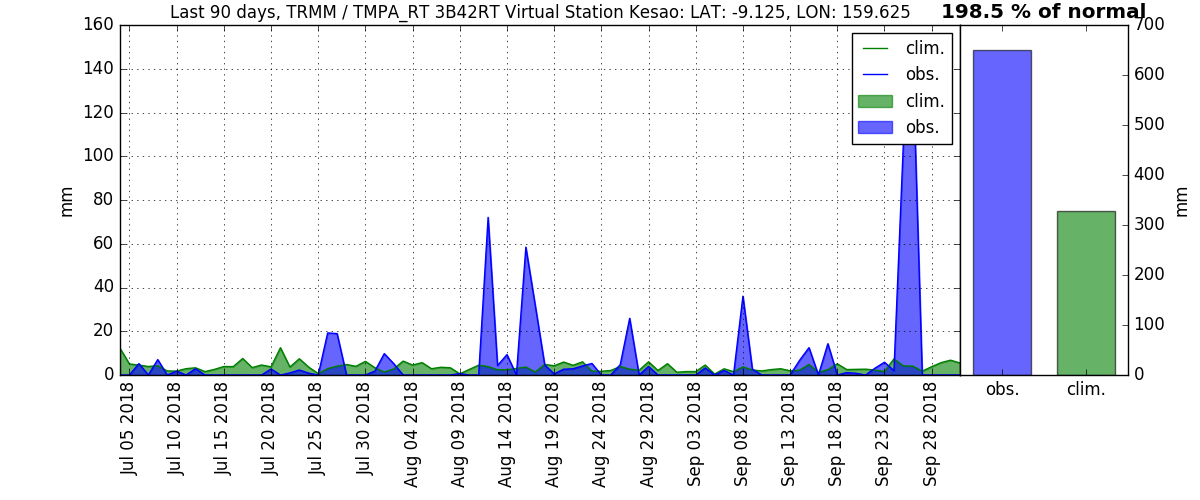 Last 90 days, TRMM / TMPA_RT 3B42RT Virtual Station Kesao: LAT: -9.125, LON: 159.625
198.5 % of normal
160
140
120
100
80
60
40
20
0
mm
clim.
obs.
clim.
obs.
700
600
500
400
300
200
100
0
mm
Jul 05 2018
Jul 10 2018
Jul 15 2018
Jul 20 2018
Jul 25 2018
Jul 30 2018
Aug 04 2018
Aug 09 2018
Aug 14 2018
Aug 19 2018
Aug 24 2018
Aug 29 2018
Sep 03 2018
Sep 08 2018
Sep 13 2018
Sep 18 2018
Sep 23 2018
Sep 28 2018
obs.
clim.